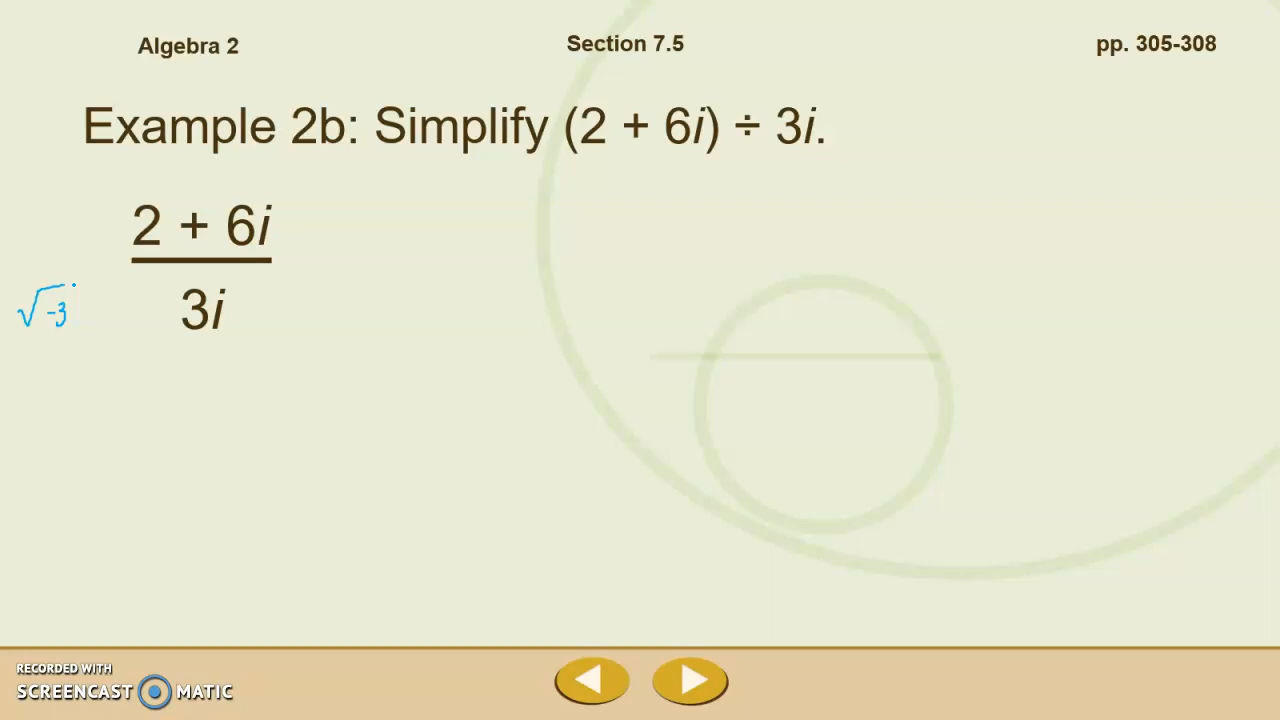 Algebra 2 Section 7.5 pp. 305-308
Example 2b: Simplify (2 + 6i) ÷ 3i.
2 + 6i
3i
√-3
RECORDED WITH
SCREENCAST MATIC